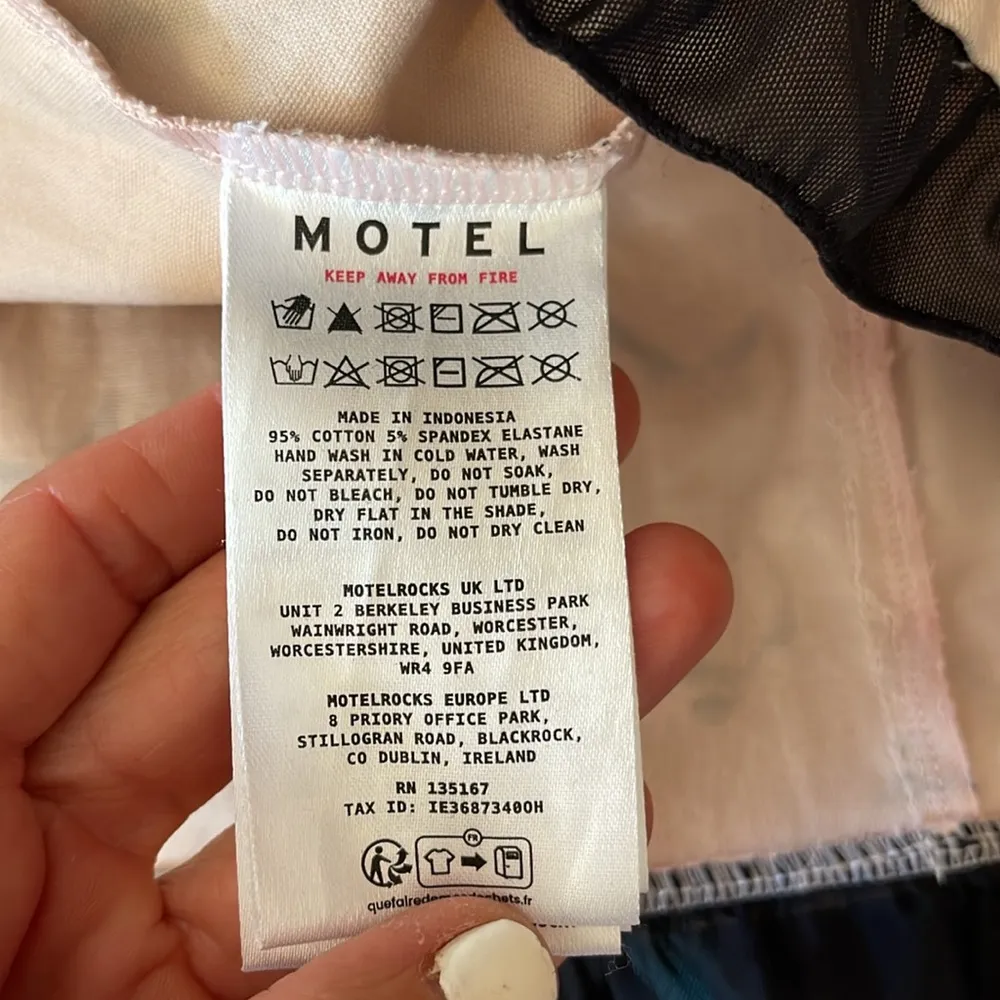 MOTEL
KEEP AWAY FROM FIRE
MADE IN INDONESIA
95% COTTON 5% SPANDEX ELASTANE
HAND WASH IN COLD WATER, WASH
SEPARATELY, DO NOT SOAK,
DO NOT BLEACH, DO NOT TUMBLE DRY,
DRY FLAT IN THE SHADE,
DO NOT IRON, DO NOT DRY CLEAN
MOTELROCKS UK LTD
UNIT 2 BERKELEY BUSINESS PARK
WAINWRIGHT ROAD, WORCESTER,
WORCESTERSHIRE, UNITED KINGDOM,
WR4 9FA
MOTELROCKS EUROPE LTD
8 PRIORY OFFICE PARK,
STILLOGRAN ROAD, BLACKROCK,
CO DUBLIN, IRELAND
RN 135167
TAX ID: IE3687340OH
FR